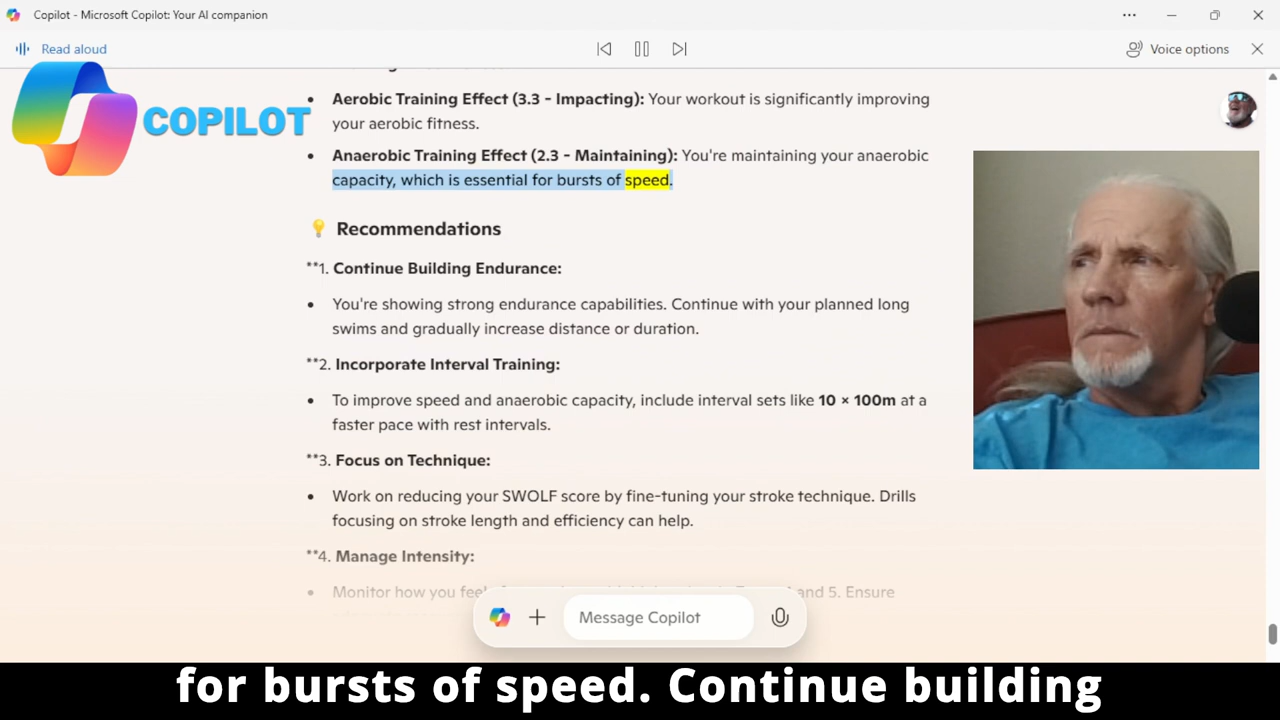 Copilot - Microsoft Copilot: Your AI companion
Read aloud
Voice options
COPILOT
• Aerobic Training Effect (3.3 - Impacting): Your workout is significantly improving
your aerobic fitness.
• Anaerobic Training Effect (2.3 - Maintaining): You're maintaining your anaerobic
capacity, which is essential for bursts of speed.
💡 Recommendations
**1. Continue Building Endurance:
• You're showing strong endurance capabilities. Continue with your planned long
swims and gradually increase distance or duration.
**2. Incorporate Interval Training:
• To improve speed and anaerobic capacity, include interval sets like 10 × 100m at a
faster pace with rest intervals.
**3. Focus on Technique:
• Work on reducing your SWOLF score by fine-tuning your stroke technique. Drills
focusing on stroke length and efficiency can help.
**4. Manage Intensity:
• Monitor how you feel and 5. Ensure
Message Copilot
for bursts of speed. Continue building